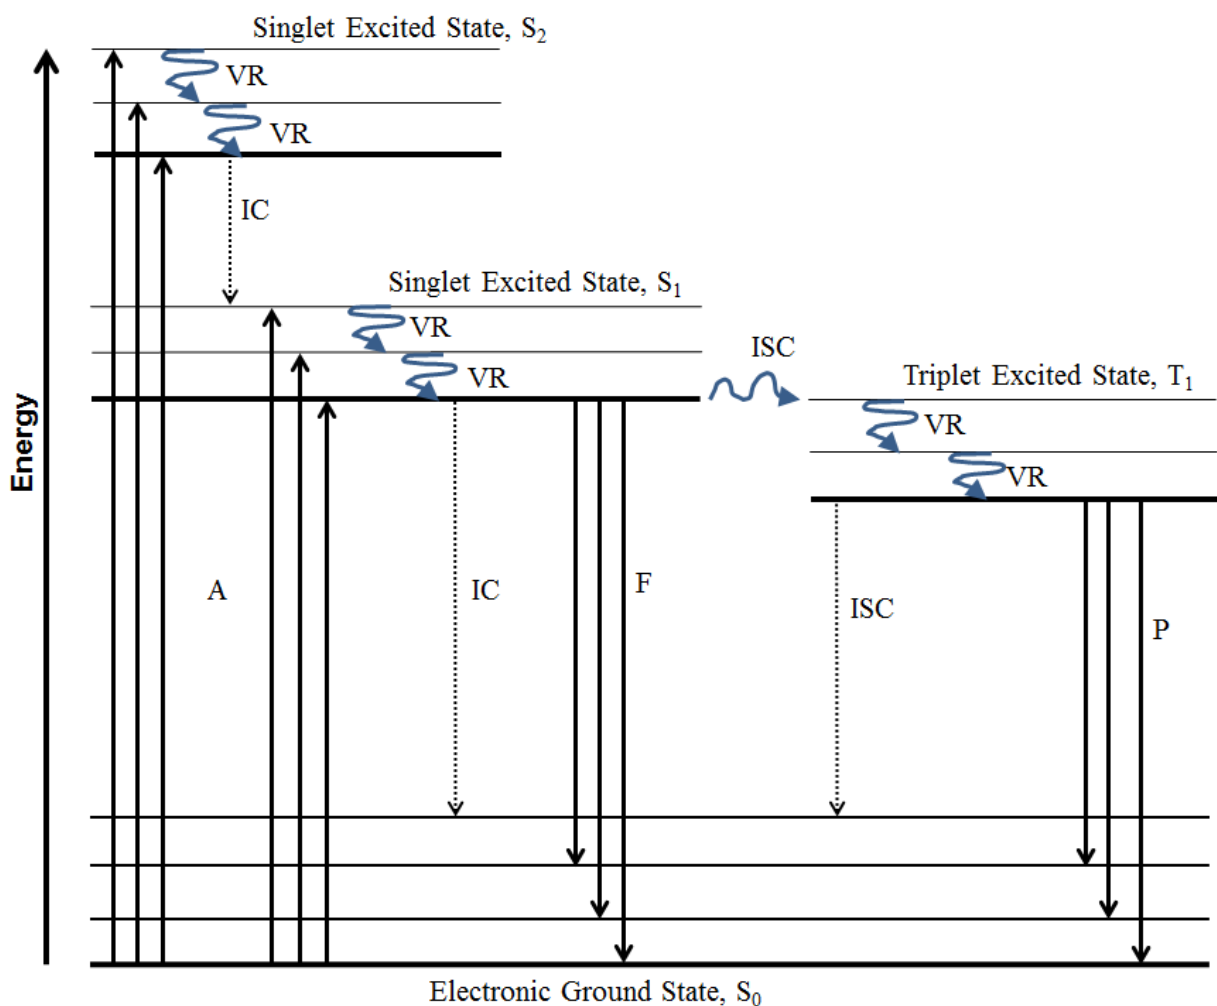 Singlet Excited State, S₂
VR
VR
IC
Singlet Excited State, S₁
VR
VR
ISC
Triplet Excited State, T₁
VR
VR
Energy
A
IC
F
ISC
P
Electronic Ground State, S₀